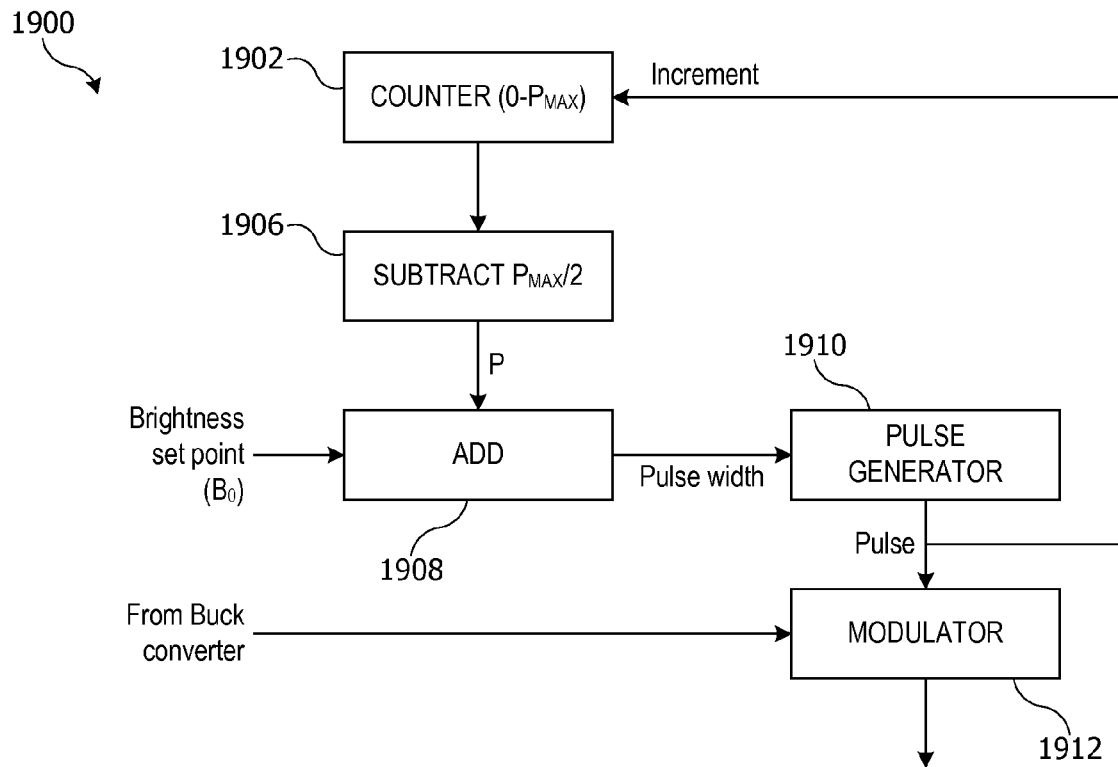 1900
1902
COUNTER (0-PMAX)
Increment
1906
SUBTRACT PMAX/2
P
1910
Brightness
set point
(B0)
ADD
Pulse width
PULSE
GENERATOR
1908
Pulse
From Buck
converter
MODULATOR
1912